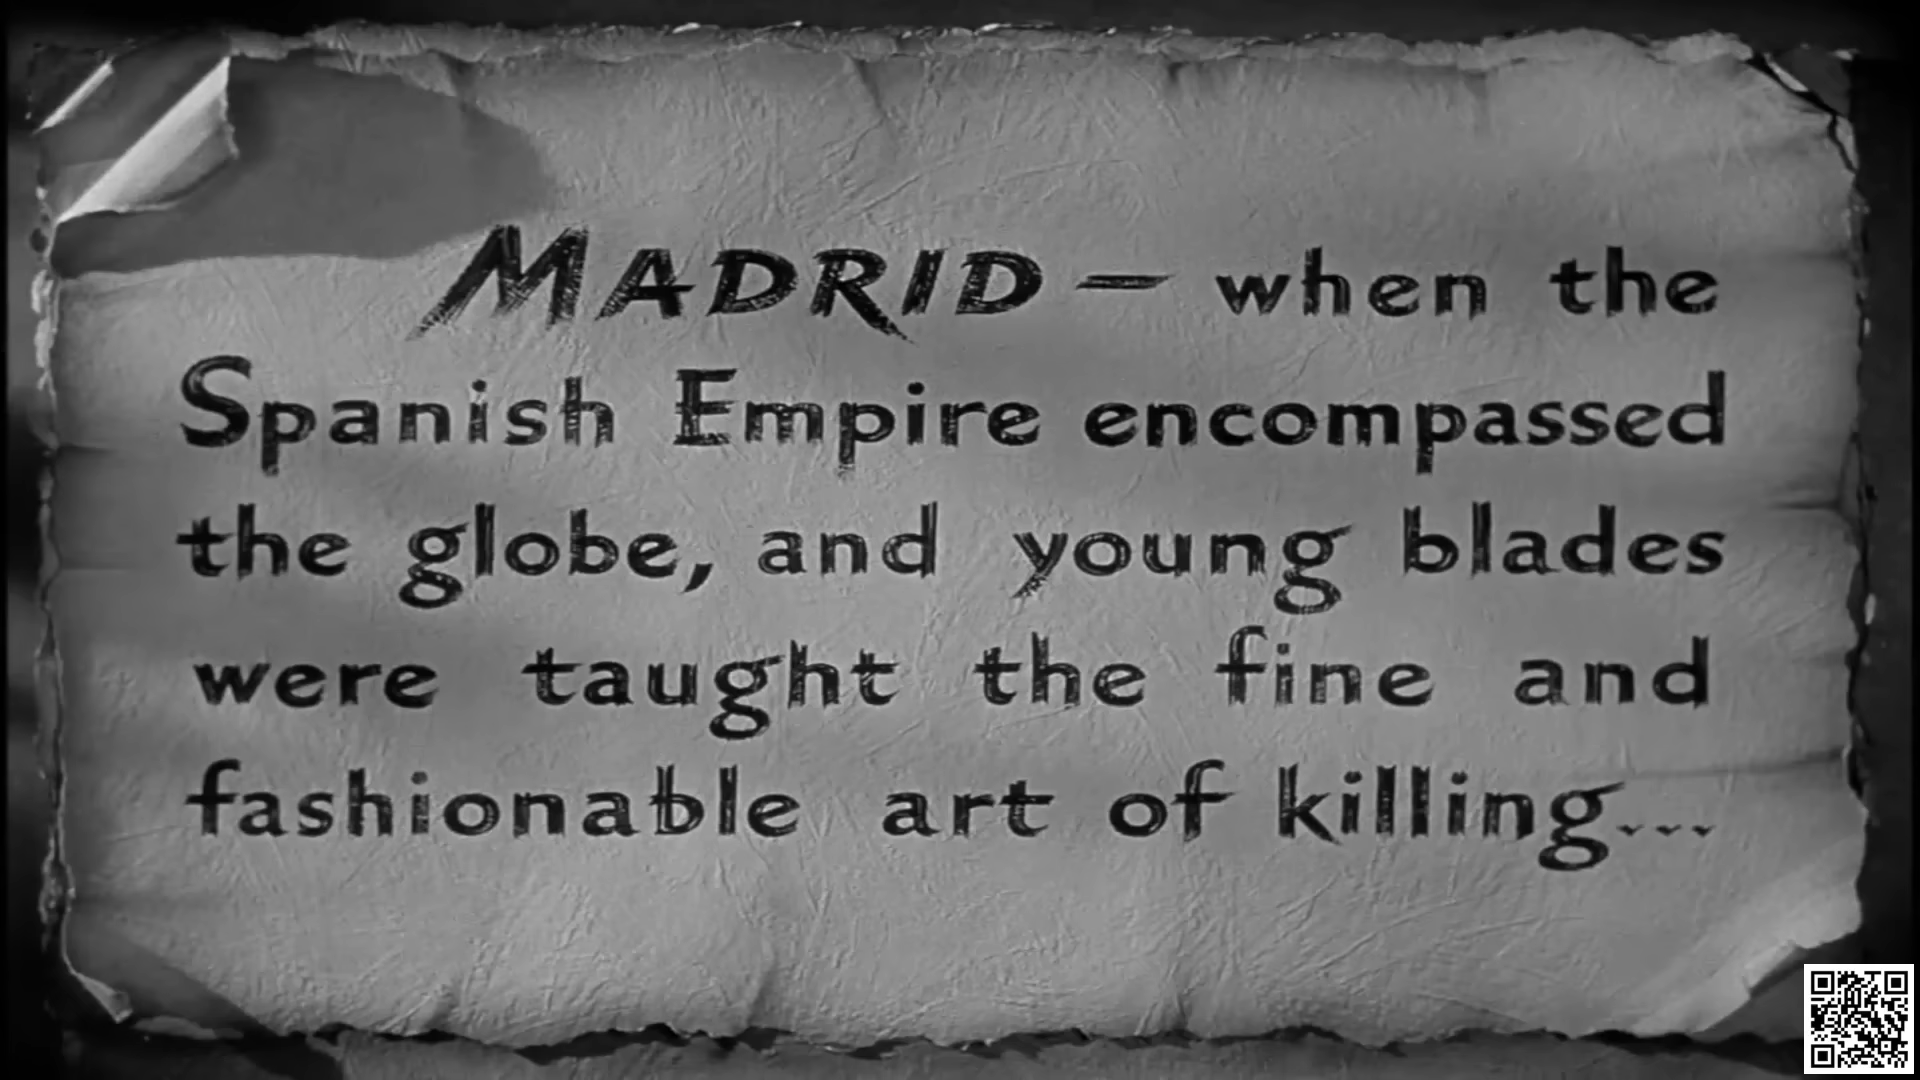 MADRID — when the
Spanish Empire encompassed
the globe, and young blades
were taught the fine and
fashionable art of killing...